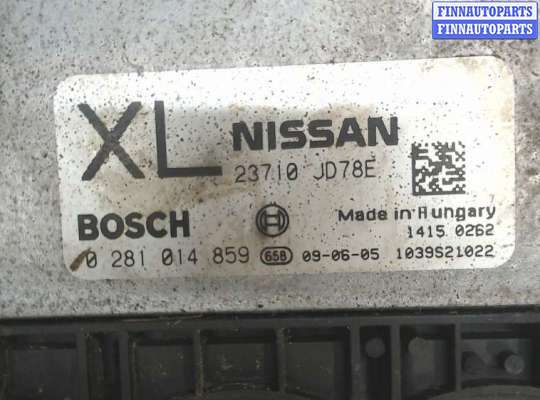 FINNAUTOPARTS
FINNAUTOPARTS
XL NISSAN
23710 JD78E
BOSCH
Made in Hungary
1415 0262
0 281 014 859 658 09-06-05 1039S21022